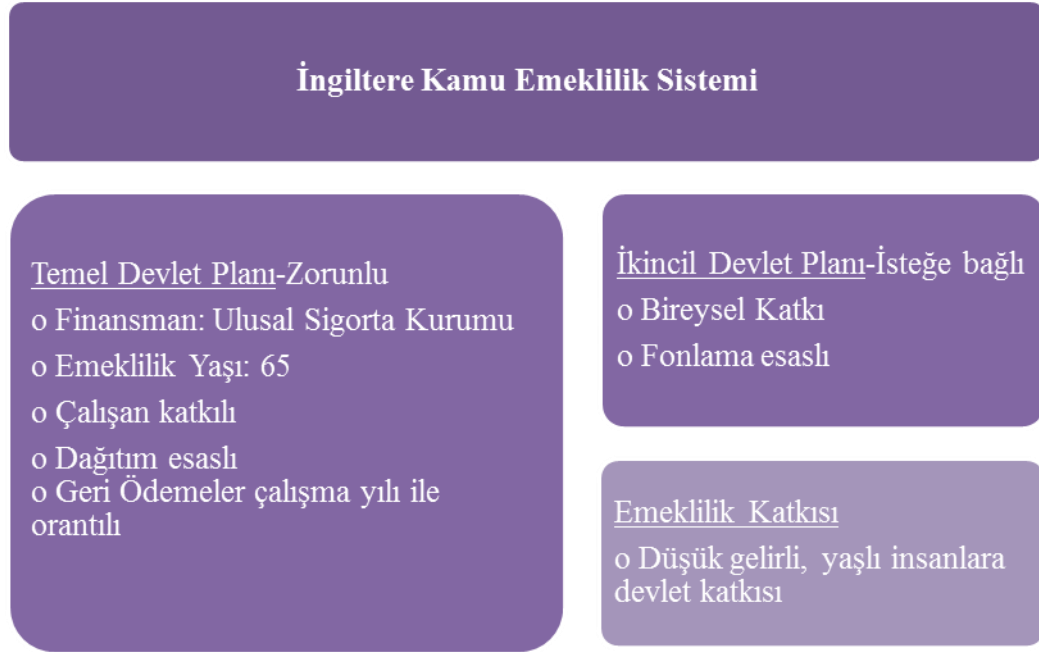 İngiltere Kamu Emeklilik Sistemi
Temel Devlet Planı-Zorunlu
o Finansman: Ulusal Sigorta Kurumu
o Emeklilik Yaşı: 65
o Çalışan katkılı
o Dağıtım esaslı
o Geri Ödemeler çalışma yılı ile
orantılı
İkincil Devlet Planı-İsteğe bağlı
o Bireysel Katkı
o Fonlama esaslı
Emeklilik Katkısı
o Düşük gelirli, yaşlı insanlara
devlet katkısı